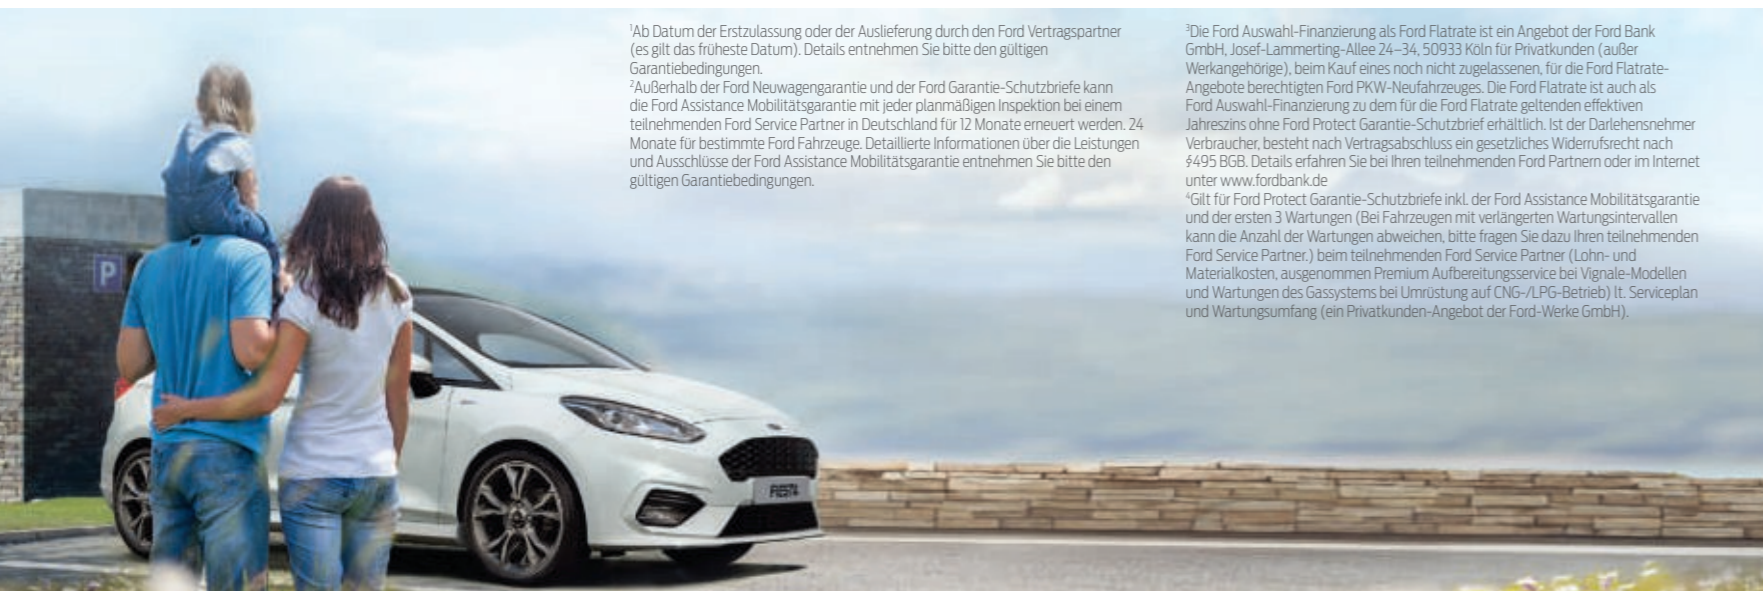 ¹Ab Datum der Erstzulassung oder der Auslieferung durch den Ford Vertragspartner
(es gilt das früheste Datum). Details entnehmen Sie bitte den gültigen
Garantiebedingungen.
²Außerhalb der Ford Neuwagengarantie und der Ford Garantie-Schutzbriefe kann
die Ford Assistance Mobilitätsgarantie mit jeder planmäßigen Inspektion bei einem
teilnehmenden Ford Service Partner in Deutschland für 12 Monate erneuert werden. 24
Monate für bestimmte Ford Fahrzeuge. Detaillierte Informationen über die Leistungen
und Ausschlüsse der Ford Assistance Mobilitätsgarantie entnehmen Sie bitte den
gültigen Garantiebedingungen.
³Die Ford Auswahl-Finanzierung als Ford Flatrate ist ein Angebot der Ford Bank
GmbH, Josef-Lammerting-Allee 24–34, 50933 Köln für Privatkunden (außer
Werkangehörige), beim Kauf eines noch nicht zugelassenen, für die Ford Flatrate-
Angebote berechtigten Ford PKW-Neufahrzeuges. Die Ford Flatrate ist auch als
Ford Auswahl-Finanzierung zu dem für die Ford Flatrate geltenden effektiven
Jahreszins ohne Ford Protect Garantie-Schutzbrief erhältlich. Ist der Darlehensnehmer
Verbraucher, besteht nach Vertragsabschluss ein gesetzliches Widerrufsrecht nach
§495 BGB. Details erfahren Sie bei Ihren teilnehmenden Ford Partnern oder im Internet
unter www.fordbank.de
⁴Gilt für Ford Protect Garantie-Schutzbriefe inkl. der Ford Assistance Mobilitätsgarantie
und der ersten 3 Wartungen (Bei Fahrzeugen mit verlängerten Wartungsintervallen
kann die Anzahl der Wartungen abweichen, bitte fragen Sie dazu Ihren teilnehmenden
Ford Service Partner.) beim teilnehmenden Ford Service Partner (Lohn- und
Materialkosten, ausgenommen Premium Aufbereitungsservice bei Vignale-Modellen
und Wartungen des Gassystems bei Umrüstung auf CNG-/LPG-Betrieb) lt. Serviceplan
und Wartungsumfang (ein Privatkunden-Angebot der Ford-Werke GmbH).
P
FIESTA